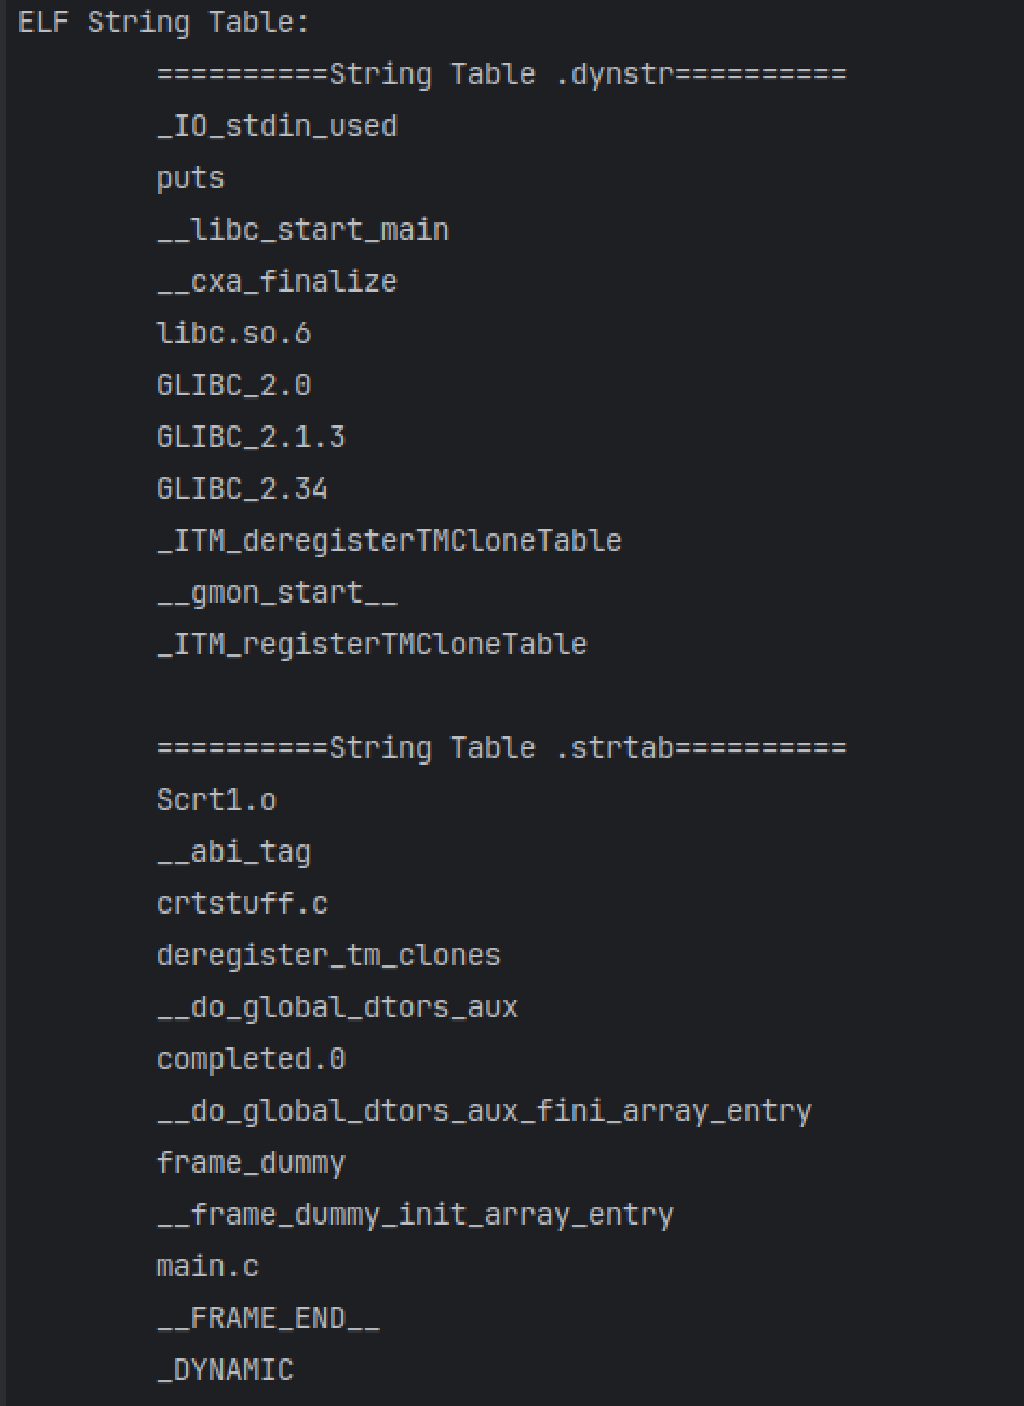 ELF String Table:
==========String Table .dynstr==========
_IO_stdin_used
puts
__libc_start_main
__cxa_finalize
libc.so.6
GLIBC_2.0
GLIBC_2.1.3
GLIBC_2.34
_ITM_deregisterTMCloneTable
__gmon_start__
_ITM_registerTMCloneTable
==========String Table .strtab==========
Scrt1.o
__abi_tag
crtstuff.c
deregister_tm_clones
__do_global_dtors_aux
completed.0
__do_global_dtors_aux_fini_array_entry
frame_dummy
__frame_dummy_init_array_entry
main.c
__FRAME_END__
_DYNAMIC